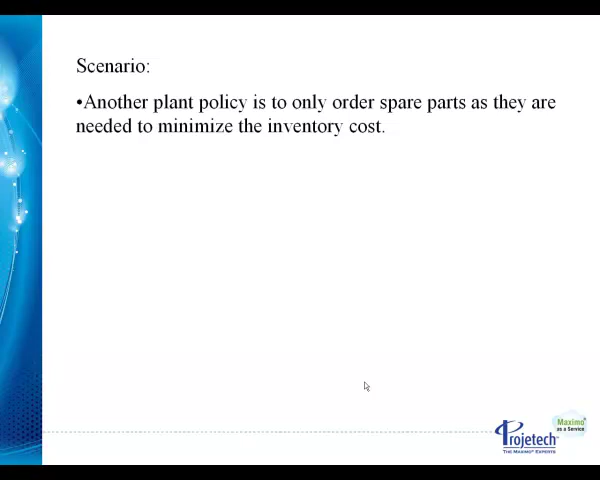 Scenario:
•Another plant policy is to only order spare parts as they are
needed to minimize the inventory cost.
Projetech
THE MAXIMO® EXPERTS
Maximo®
as a Service